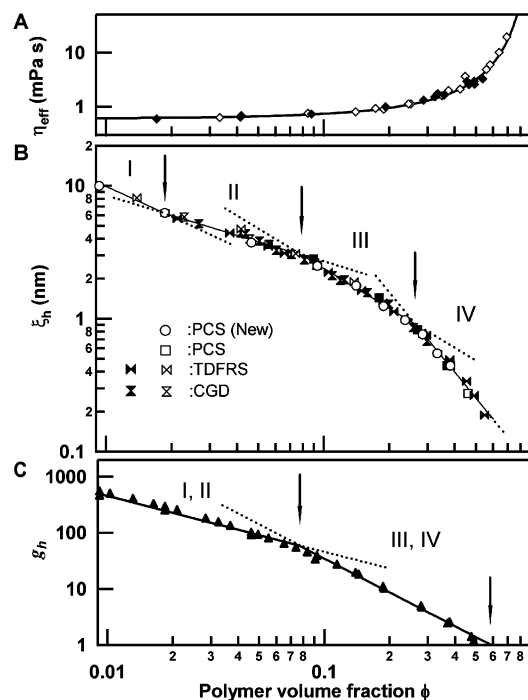 A
η_eff (mPa s)
10
1
B
I
II
III
IV
ξ_h (nm)
2
10
8
6
4
2
1
8
6
4
2
0.1
:PCS (New)
:PCS
:TDFRS
:CGD
C
I, II
III, IV
g_h
1000
100
10
1
0.01 2 3 4 5 6 7 8 0.1 2 3 4 5 6 7 8
Polymer volume fraction ϕ